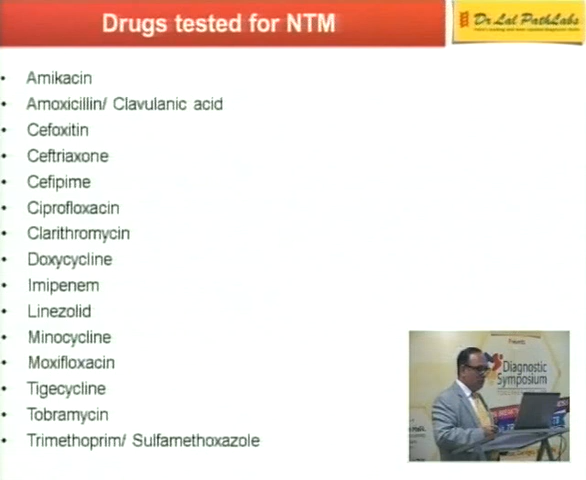 Drugs tested for NTM
Dr Lal PathLabs
• Amikacin
• Amoxicillin/ Clavulanic acid
• Cefoxitin
• Ceftriaxone
• Cefipime
• Ciprofloxacin
• Clarithromycin
• Doxycycline
• Imipenem
• Linezolid
• Minocycline
• Moxifloxacin
• Tigecycline
• Tobramycin
• Trimethoprim/ Sulfamethoxazole
Diagnostic
Symposium